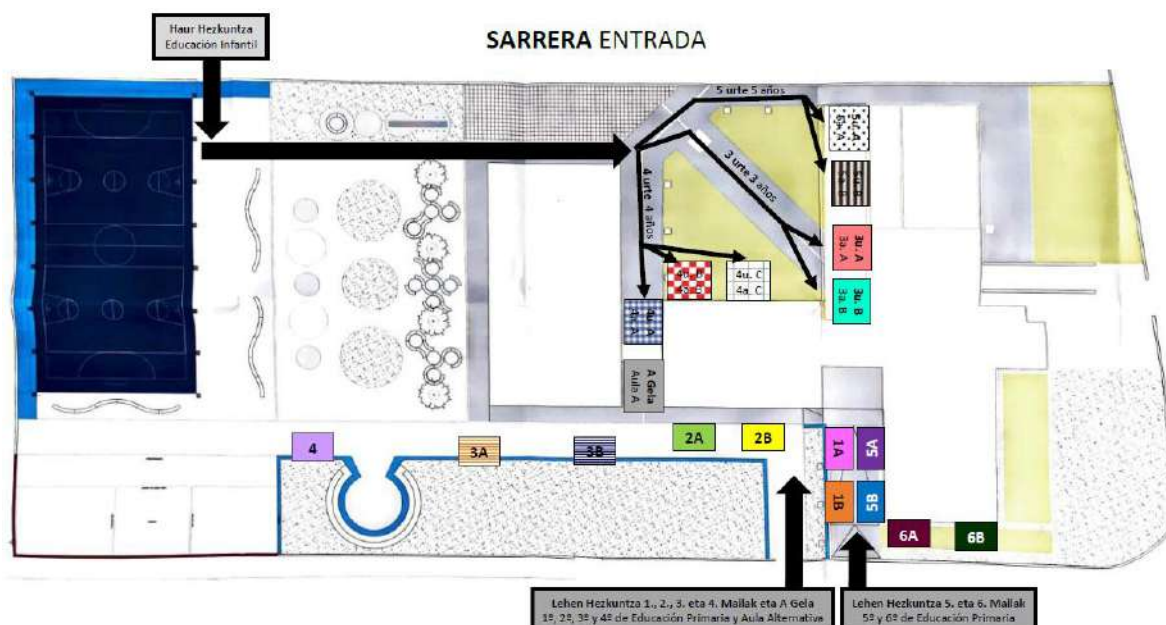 Haur Hezkuntza
Educación Infantil
SARRERA ENTRADA
5 urte 5 años
3 urte 3 años
4 urte 4 años
3u. A
3a. A
3u. B
3a. B
4u. C
4a. C
4u. A
A Gela
Aula A
4
3A
3B
2A
2B
1A
5A
1B
5B
6A
6B
Lehen Hezkuntza 1., 2., 3. eta 4. Mailak eta A Gela
1º, 2º, 3º y 4º de Educación Primaria y Aula Alternativa
Lehen Hezkuntza 5. eta 6. Mailak
5º y 6º de Educación Primaria